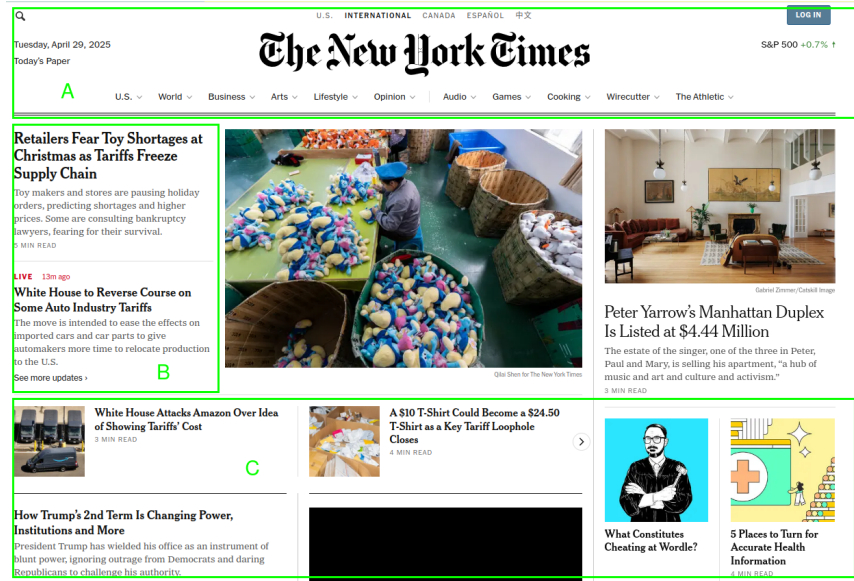 U.S. INTERNATIONAL CANADA ESPAÑOL 中文
LOG IN
Tuesday, April 29, 2025
Today's Paper
The New York Times
S&P 500 +0.7% ↑
A
U.S. World Business Arts Lifestyle Opinion Audio Games Cooking Wirecutter The Athletic
Retailers Fear Toy Shortages at
Christmas as Tariffs Freeze
Supply Chain
Toy makers and stores are pausing holiday
orders, predicting shortages and higher
prices. Some are consulting bankruptcy
lawyers, fearing for their survival.
5 MIN READ
LIVE 13m ago
White House to Reverse Course on
Some Auto Industry Tariffs
The move is intended to ease the effects on
imported cars and car parts to give
automakers more time to relocate production
to the U.S.
See more updates ›
B
Qilai Shen for The New York Times
Gabriel Zimmer/Catskill Image
Peter Yarrow's Manhattan Duplex
Is Listed at $4.44 Million
The estate of the singer, one of the three in Peter,
Paul and Mary, is selling his apartment, “a hub of
music and art and culture and activism.”
3 MIN READ
White House Attacks Amazon Over Idea
of Showing Tariffs' Cost
3 MIN READ
C
A $10 T-Shirt Could Become a $24.50
T-Shirt as a Key Tariff Loophole
Closes
4 MIN READ
How Trump's 2nd Term Is Changing Power,
Institutions and More
President Trump has wielded his office as an instrument of
blunt power, ignoring outrage from Democrats and daring
Republicans to challenge his authority.
What Constitutes
Cheating at Wordle?
5 Places to Turn for
Accurate Health
Information
4 MIN READ